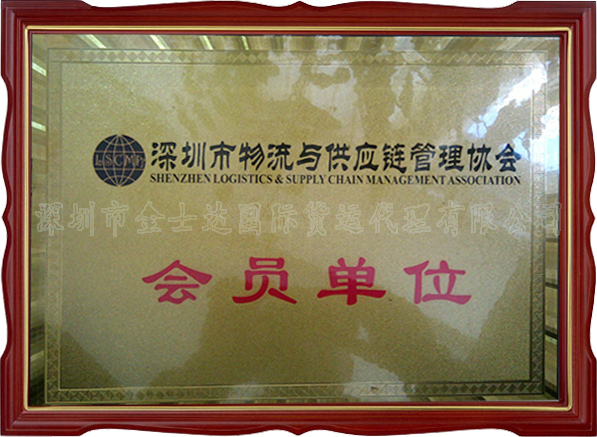 LSCMA
深圳市物流与供应链管理协会
SHENZHEN LOGISTICS & SUPPLY CHAIN MANAGEMENT ASSOCIATION
深圳市金士达国际货运代理有限公司
会员单位